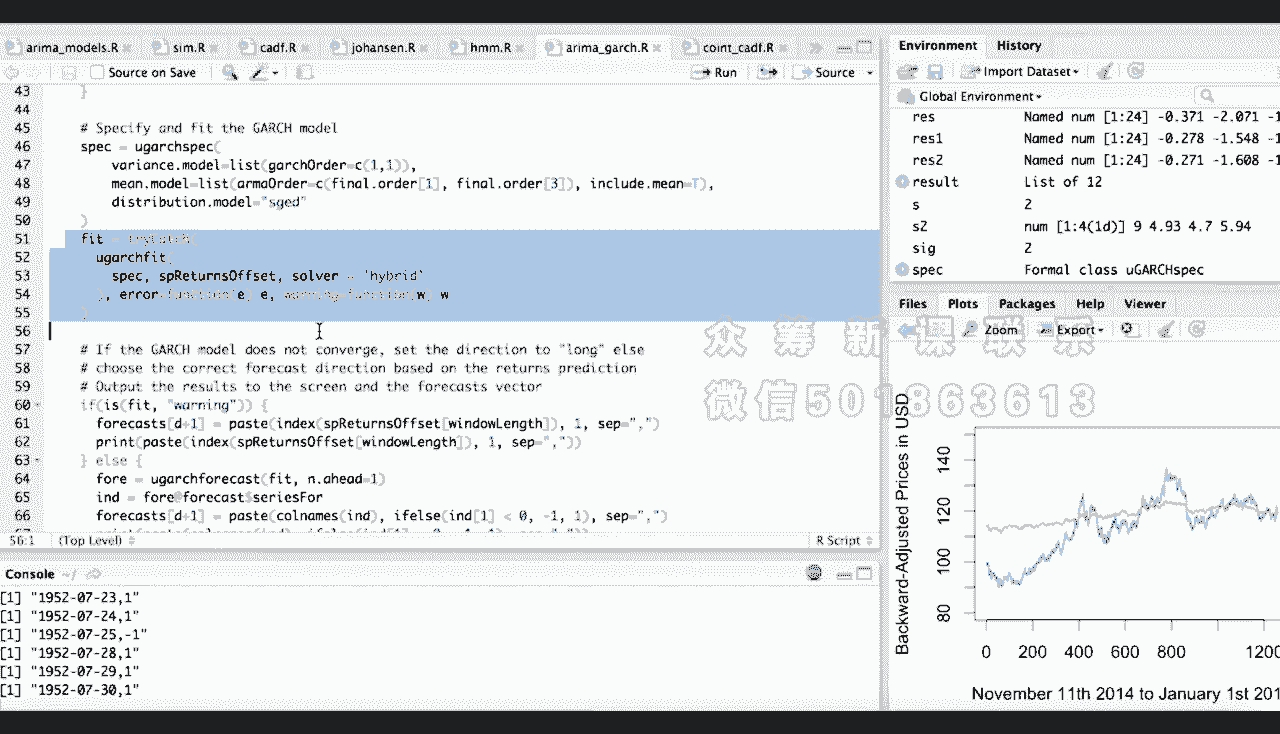 arima_models.R sim.R cadf.R johansen.R hmm.R arima_garch.R coint_cadf.R
Source on Save Run Source
43 }
44
45 # Specify and fit the GARCH model
46 spec = ugarchspec(
47 variance.model=list(garchOrder=c(1,1)),
48 mean.model=list(armaOrder=c(final.order[1], final.order[3]), include.mean=T),
49 distribution.model="sged"
50 )
51 fit = tryCatch(
52 ugarchfit(
53 spec, spReturnsOffset, solver = 'hybrid'
54 ), error=function(e) e, warning=function(w) w
55 )
56
57 # If the GARCH model does not converge, set the direction to "long" else
58 # choose the correct forecast direction based on the returns prediction
59 # Output the results to the screen and the forecasts vector
60 if(is(fit, "warning")) {
61 forecasts[d+1] = paste(index(spReturnsOffset[windowLength]), 1, sep=",")
62 print(paste(index(spReturnsOffset[windowLength]), 1, sep=","))
63 } else {
64 fore = ugarchforecast(fit, n.ahead=1)
65 ind = fore@forecast$seriesFor
66 forecasts[d+1] = paste(colnames(ind), ifelse(ind[1] < 0, -1, 1), sep=",")
56:1 (Top Level) R Script
Console ~/
[1] "1952-07-23,1"
[1] "1952-07-24,1"
[1] "1952-07-25,-1"
[1] "1952-07-28,1"
[1] "1952-07-29,1"
[1] "1952-07-30,1"
Environment History
Import Dataset
Global Environment
res Named num [1:24] -0.371 -2.071 -1
res1 Named num [1:24] -0.278 -1.548 -1
res2 Named num [1:24] -0.271 -1.608 -1
result List of 12
s 2
s2 num [1:4(1d)] 9 4.93 4.7 5.94
sig 2
spec Formal class uGARCHspec
Files Plots Packages Help Viewer
Zoom Export
众筹新课联系
微信501863613
Backward-Adjusted Prices in USD
140
120
100
80
0 200 400 600 800 1200
November 11th 2014 to January 1st 201